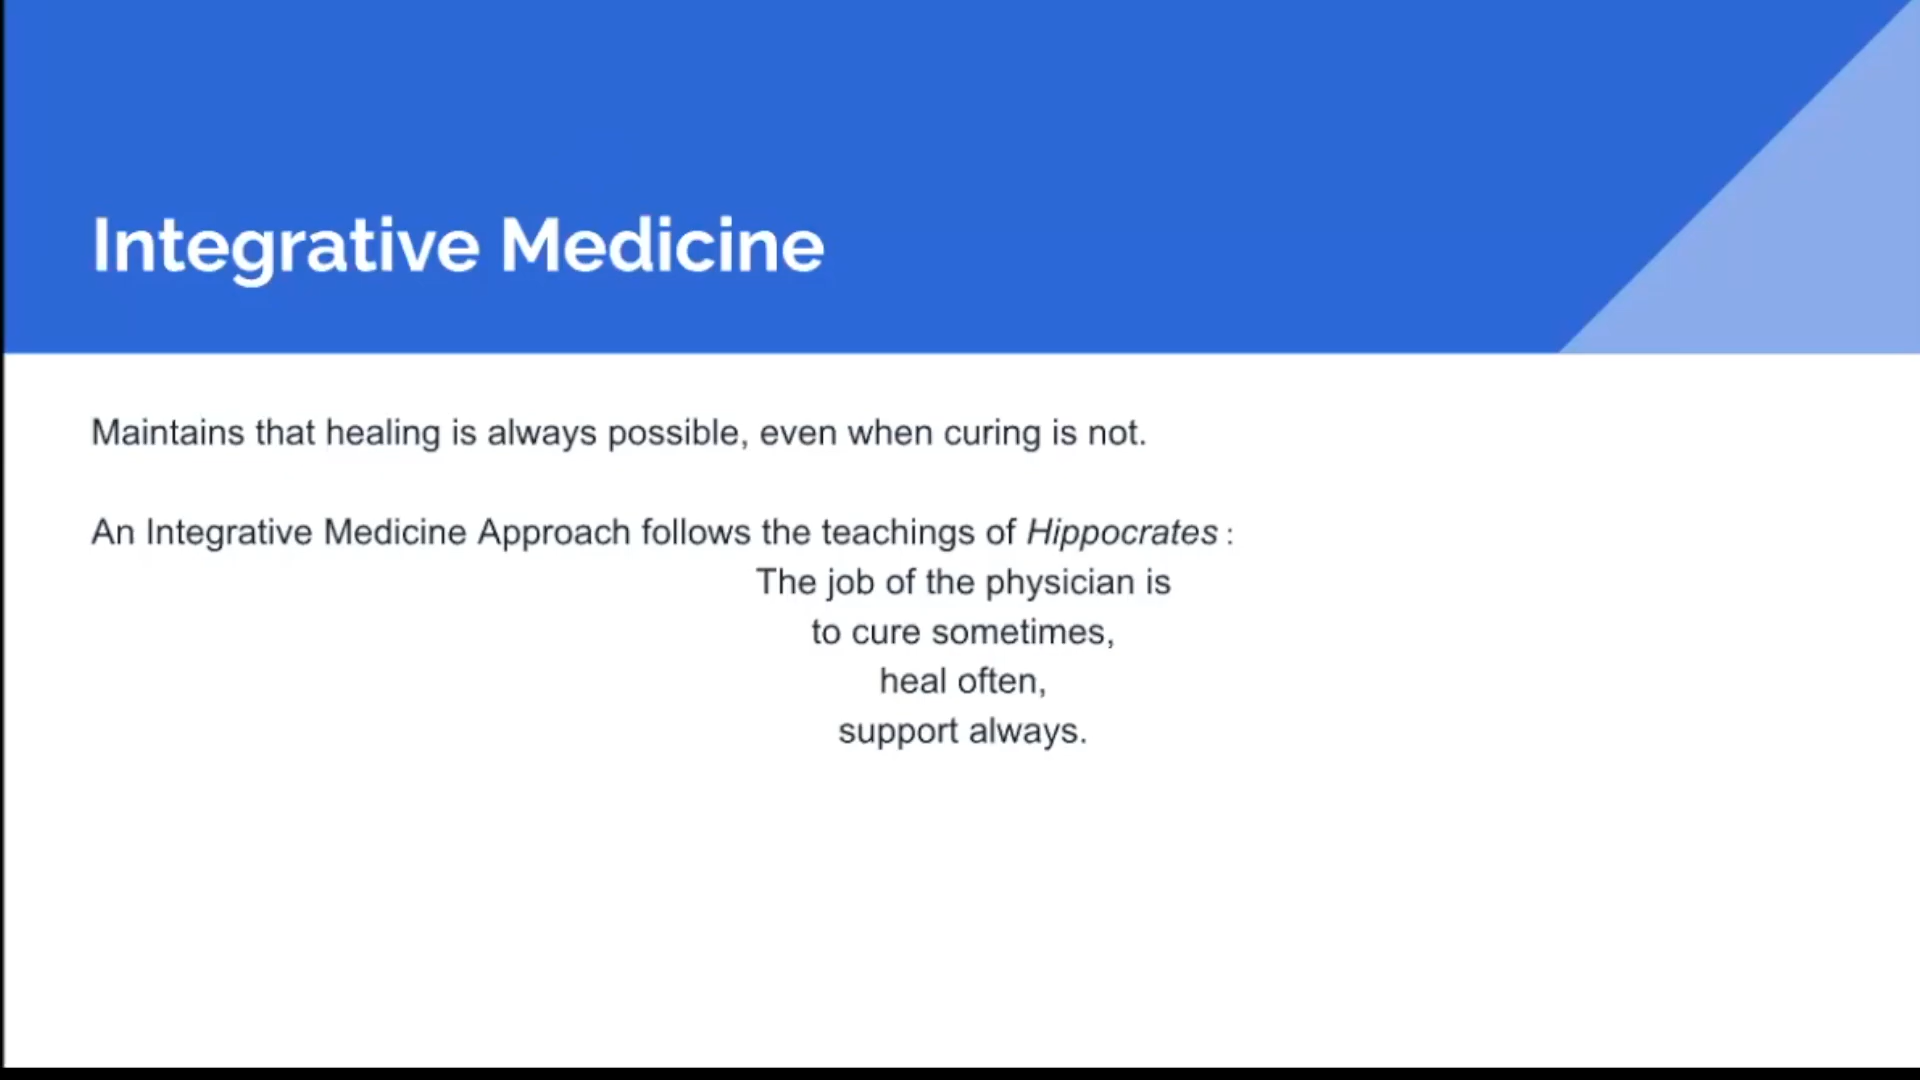 Integrative Medicine
Maintains that healing is always possible, even when curing is not.
An Integrative Medicine Approach follows the teachings of Hippocrates :
The job of the physician is
to cure sometimes,
heal often,
support always.